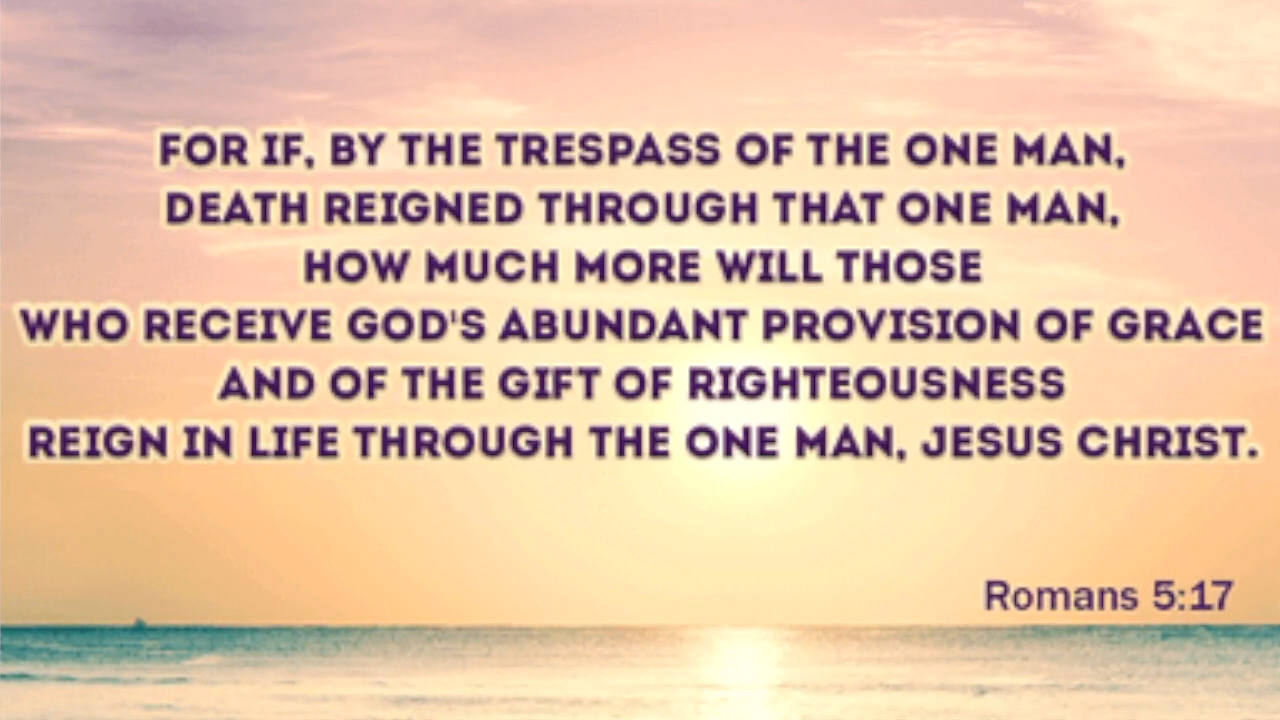 FOR IF, BY THE TRESPASS OF THE ONE MAN,
DEATH REIGNED THROUGH THAT ONE MAN,
HOW MUCH MORE WILL THOSE
WHO RECEIVE GOD'S ABUNDANT PROVISION OF GRACE
AND OF THE GIFT OF RIGHTEOUSNESS
REIGN IN LIFE THROUGH THE ONE MAN, JESUS CHRIST.
Romans 5:17